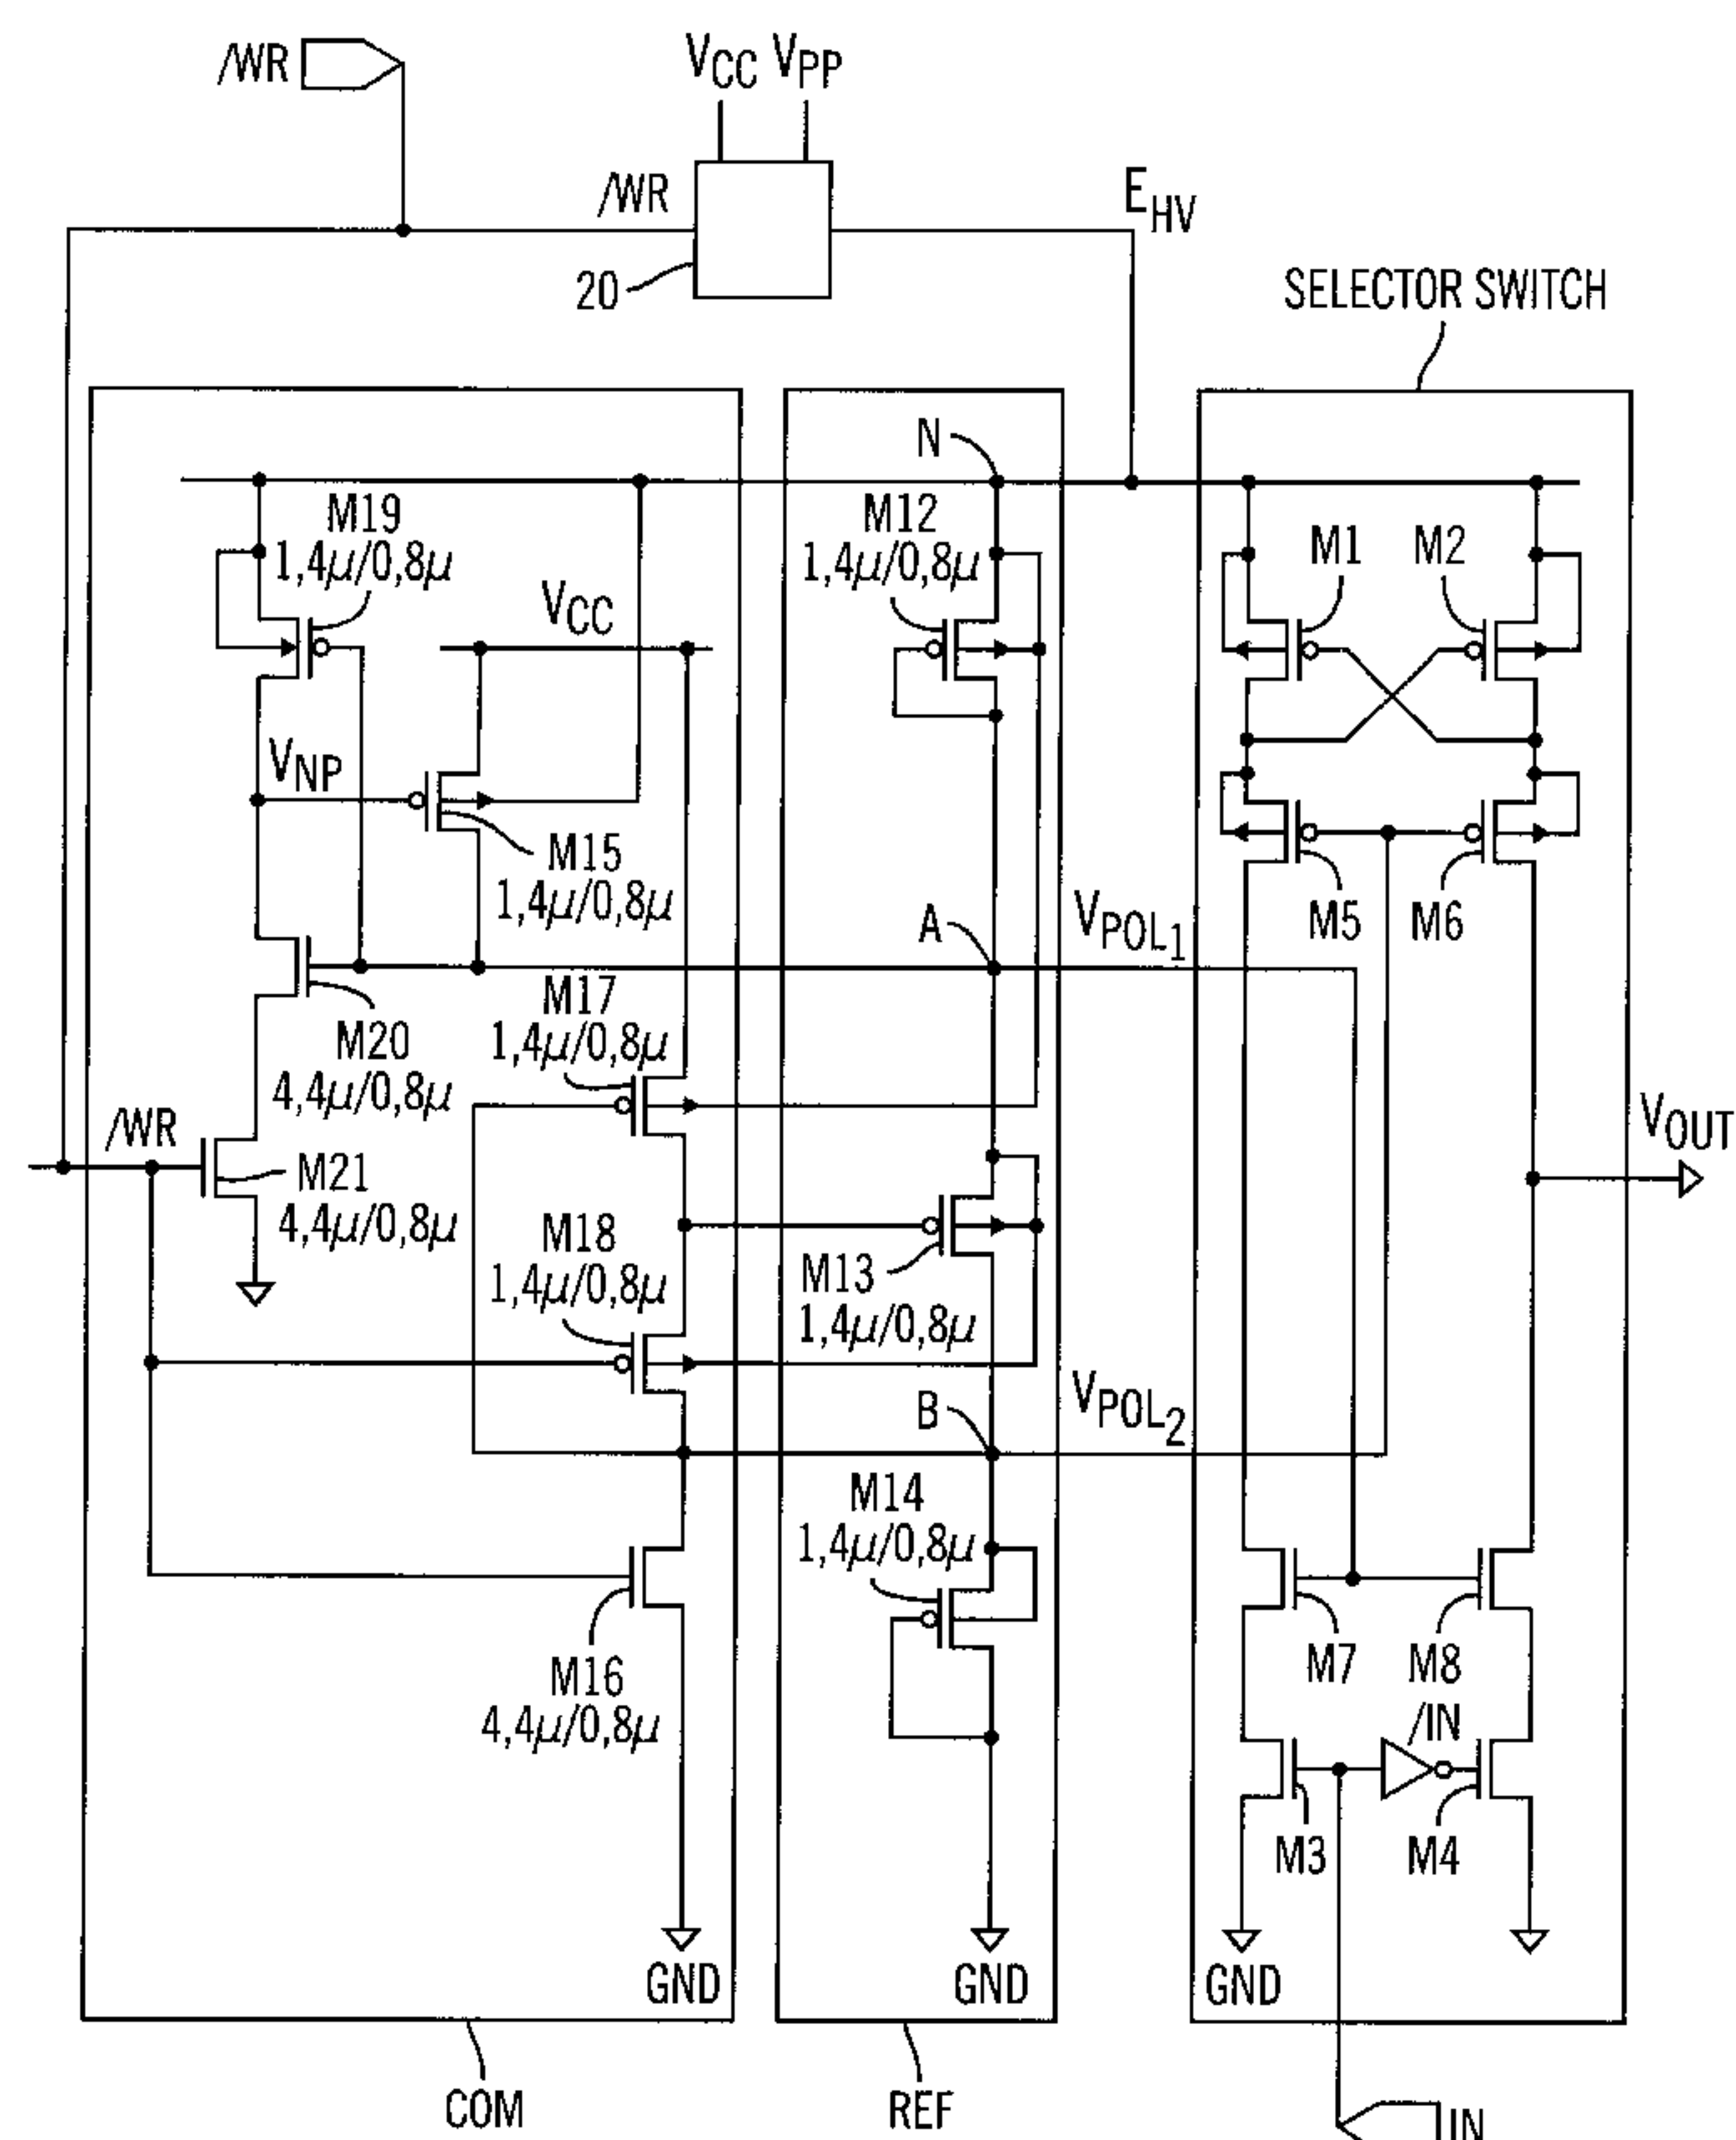 /WR
VCC VPP
/WR
EHV
20
SELECTOR SWITCH
N
M19
1,4μ/0,8μ
M12
1,4μ/0,8μ
M1
M2
VCC
VNP
M15
1,4μ/0,8μ
A
VPOL1
M5
M6
M17
1,4μ/0,8μ
M20
4,4μ/0,8μ
/WR
VOUT
M21
4,4μ/0,8μ
M18
1,4μ/0,8μ
M13
1,4μ/0,8μ
B
VPOL2
M14
1,4μ/0,8μ
M16
4,4μ/0,8μ
M7
M8
/IN
M3
M4
GND
GND
GND
COM
REF
IN